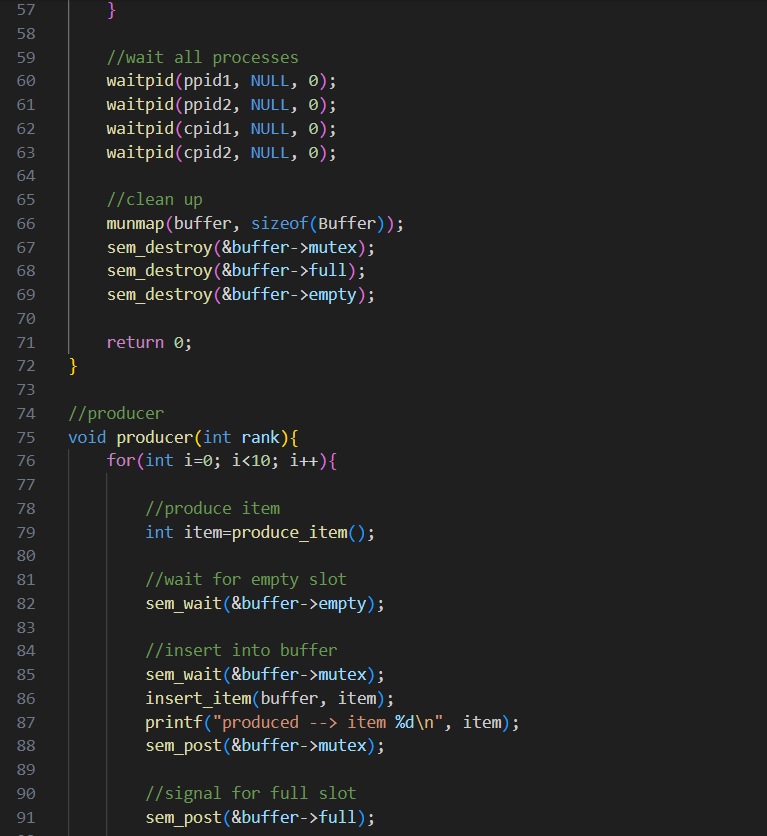 57 }
58
59 //wait all processes
60 waitpid(ppid1, NULL, 0);
61 waitpid(ppid2, NULL, 0);
62 waitpid(cpid1, NULL, 0);
63 waitpid(cpid2, NULL, 0);
64
65 //clean up
66 munmap(buffer, sizeof(Buffer));
67 sem_destroy(&buffer->mutex);
68 sem_destroy(&buffer->full);
69 sem_destroy(&buffer->empty);
70
71 return 0;
72 }
73
74 //producer
75 void producer(int rank){
76 for(int i=0; i<10; i++){
77
78 //produce item
79 int item=produce_item();
80
81 //wait for empty slot
82 sem_wait(&buffer->empty);
83
84 //insert into buffer
85 sem_wait(&buffer->mutex);
86 insert_item(buffer, item);
87 printf("produced --> item %d\n", item);
88 sem_post(&buffer->mutex);
89
90 //signal for full slot
91 sem_post(&buffer->full);